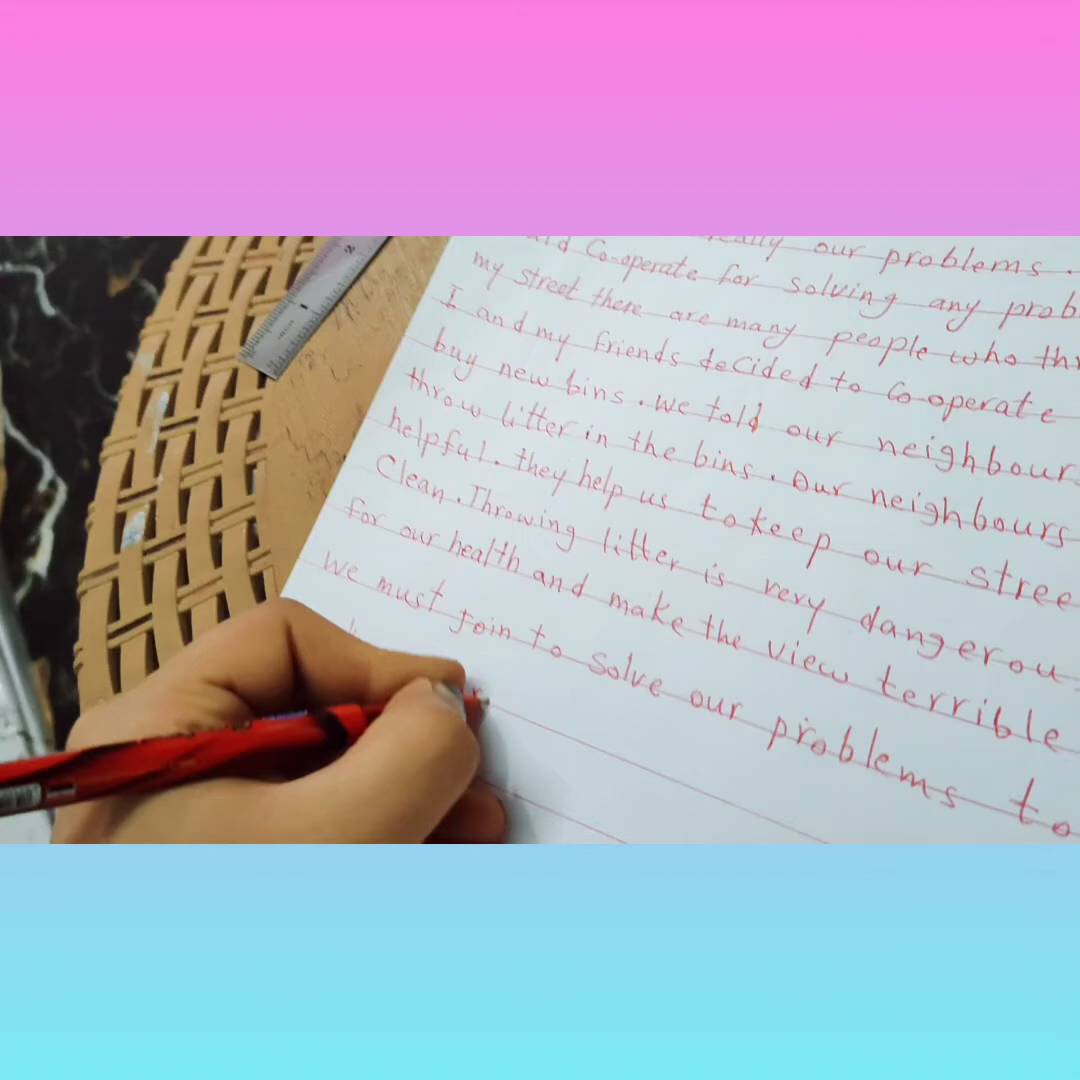 our problems.
Co-operate for solving any prob
my street there are many people who thr
I and my friends decided to Co-operate
buy new bins. We told our neighbours
throw litter in the bins. Our neighbours
helpful. they help us to keep our stree
Clean. Throwing litter is very dangerou
for our health and make the view terrible
We must join to solve our problems to